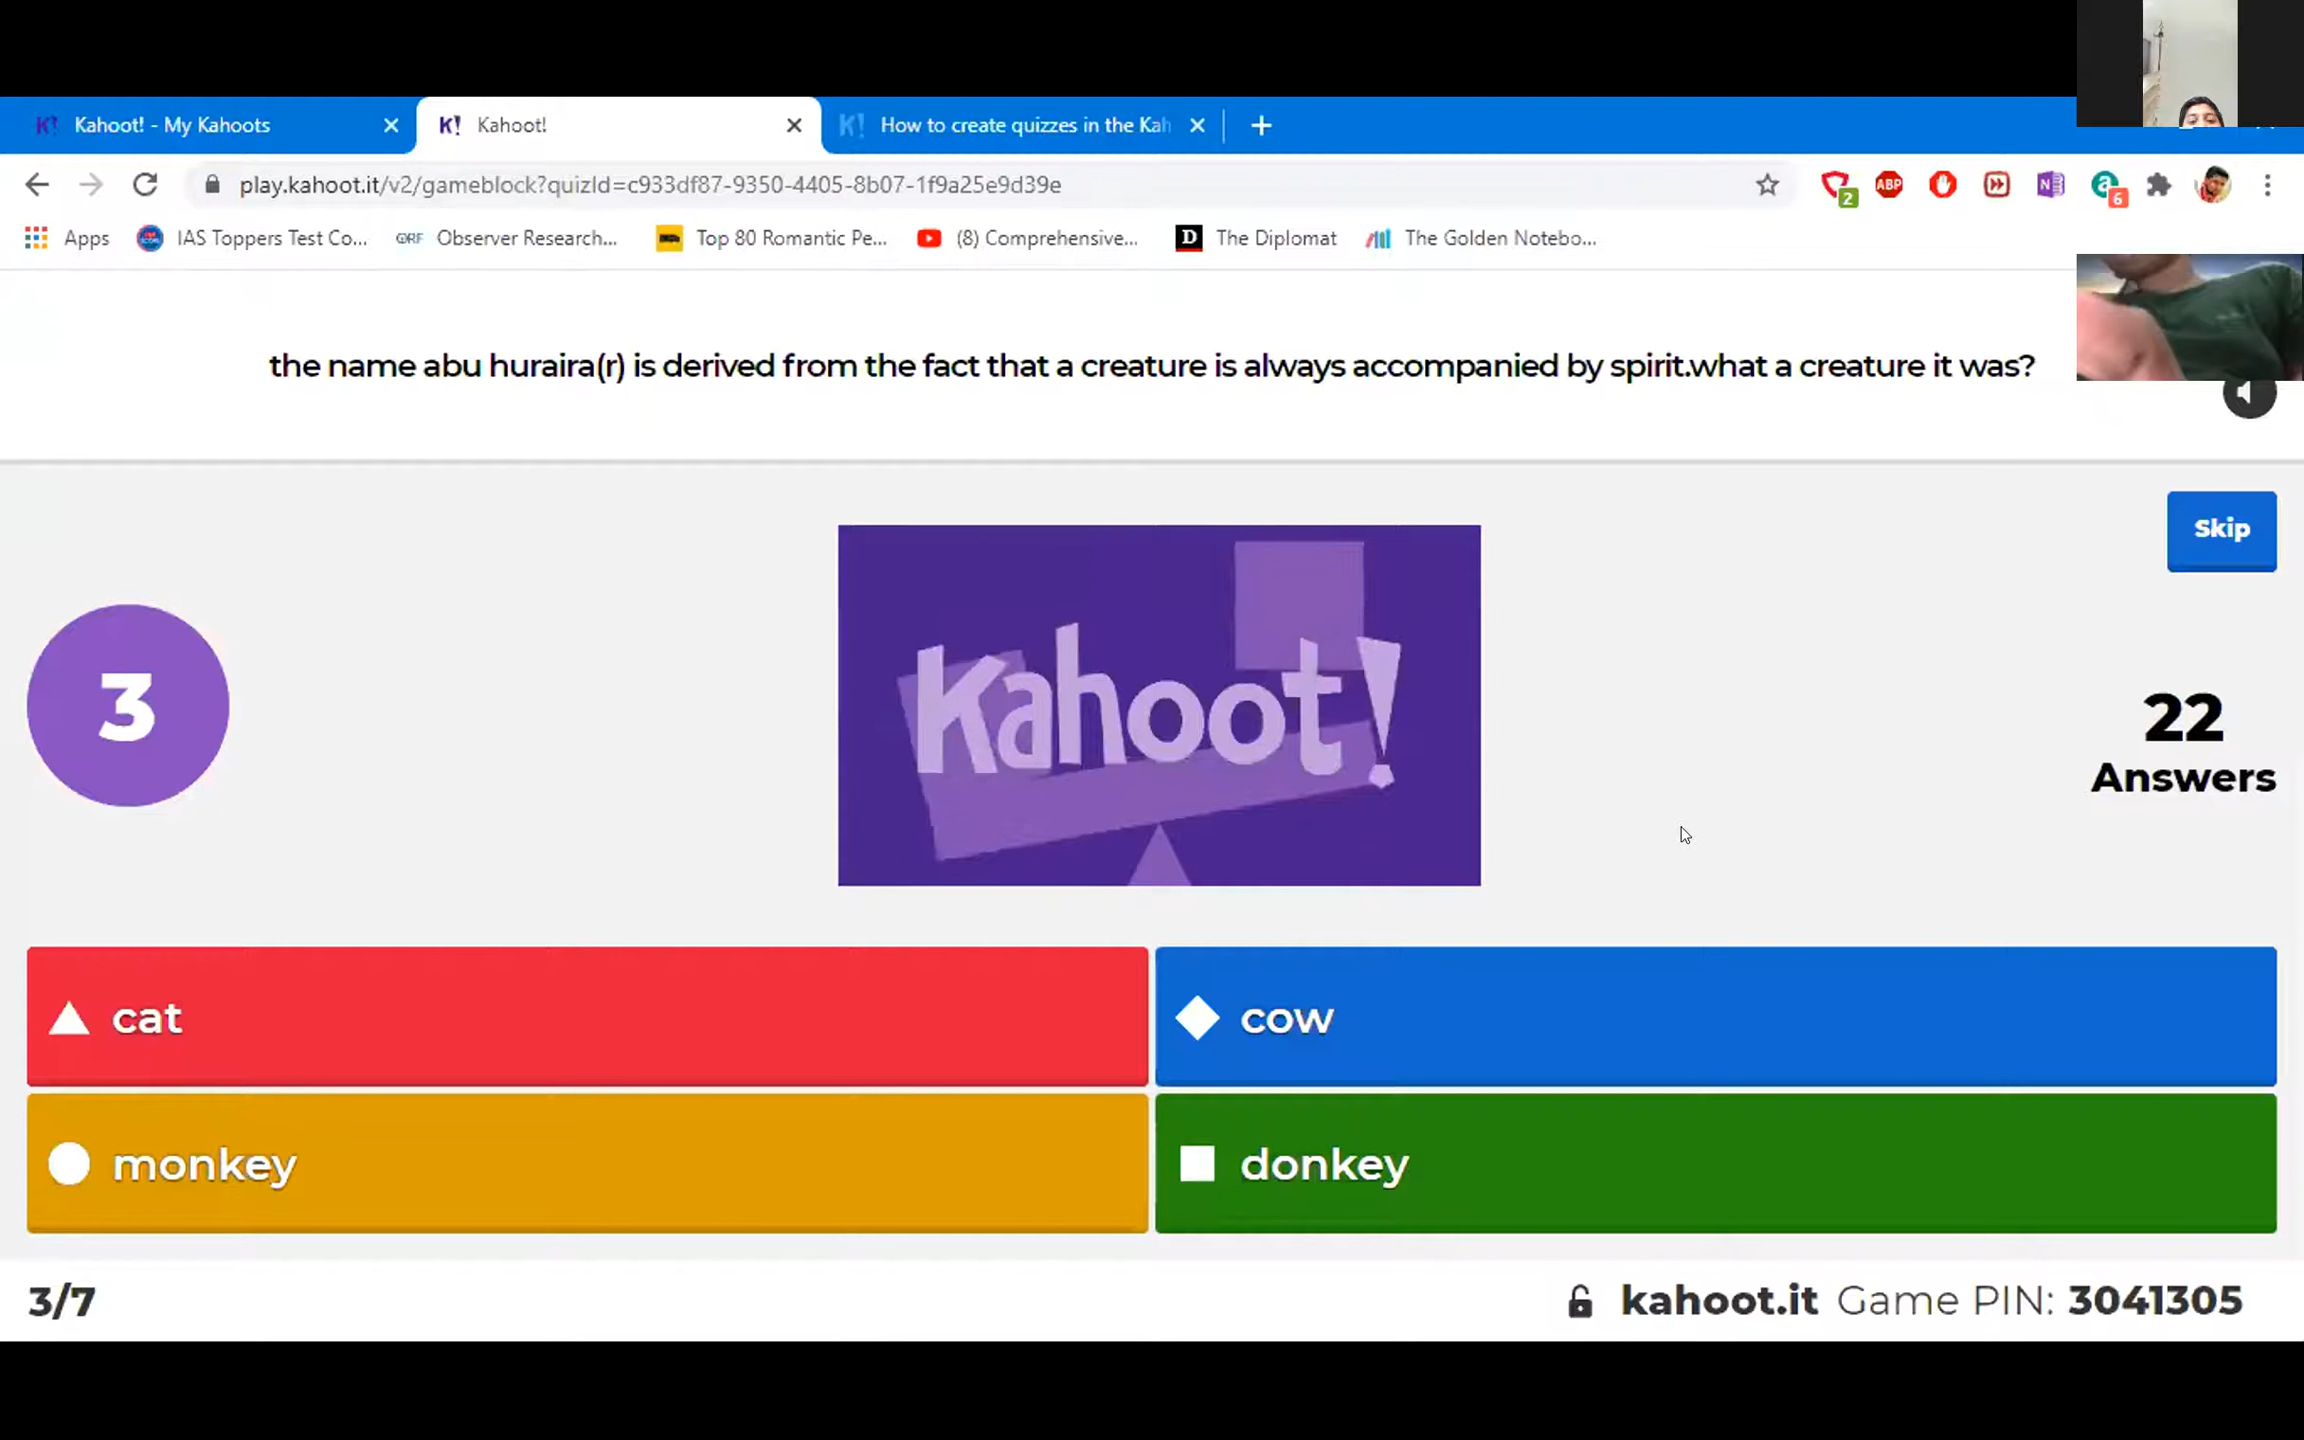 Kahoot! - My Kahoots
Kahoot!
How to create quizzes in the Kah
play.kahoot.it/v2/gameblock?quizId=c933df87-9350-4405-8b07-1f9a25e9d39e
2
ABP
N
a
6
Apps
IAS Toppers Test Co...
ORF
Observer Research...
Top 80 Romantic Pe...
(8) Comprehensive...
D
The Diplomat
The Golden Notebo...
the name abu huraira(r) is derived from the fact that a creature is always accompanied by spirit.what a creature it was?
Skip
3
Kahoot!
22
Answers
cat
cow
monkey
donkey
3/7
kahoot.it Game PIN: 3041305